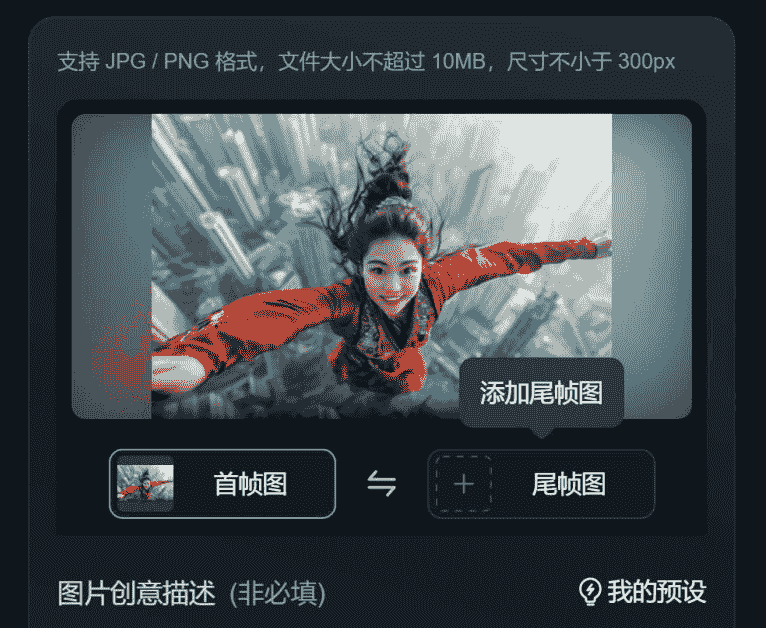 支持 JPG / PNG 格式，文件大小不超过 10MB，尺寸不小于 300px
添加尾帧图
首帧图
尾帧图
图片创意描述 (非必填)
我的预设